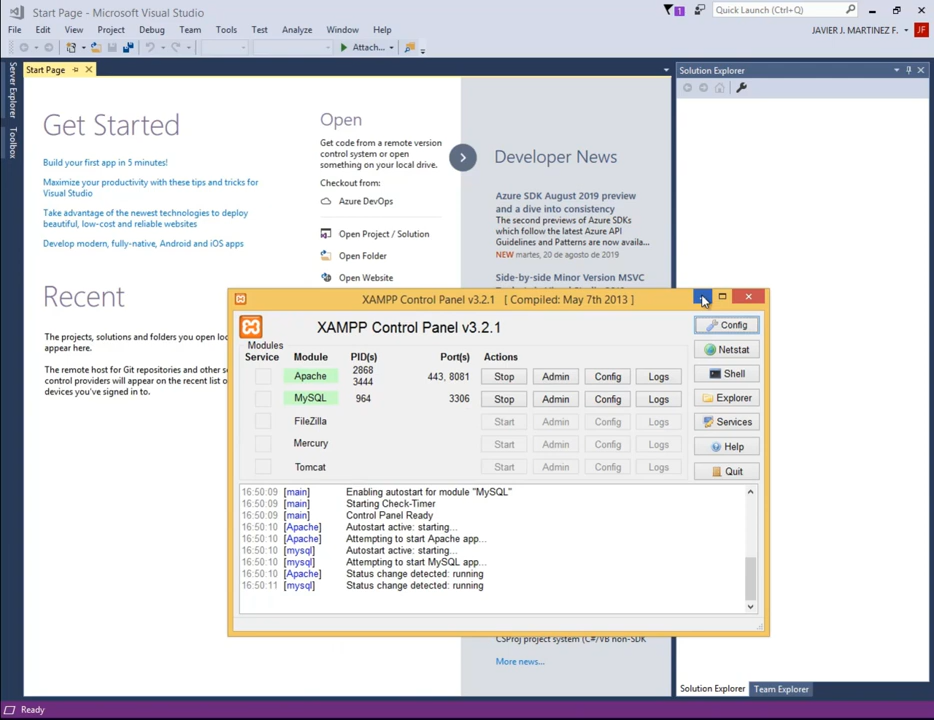 Start Page - Microsoft Visual Studio
1
Quick Launch (Ctrl+Q)
File Edit View Project Debug Team Tools Test Analyze Window Help
JAVIER J. MARTINEZ F.
JF
Attach...
Server Explorer
Toolbox
Start Page
Get Started
Build your first app in 5 minutes!
Maximize your productivity with these tips and tricks for
Visual Studio
Take advantage of the newest technologies to deploy
beautiful, low-cost and reliable websites
Develop modern, fully-native, Android and iOS apps
Recent
The projects, solutions and folders you open loc
appear here.
The remote host for Git repositories and other s
control providers will appear on the recent list o
devices you've signed in to.
Open
Get code from a remote version
control system or open
something on your local drive.
Checkout from:
Azure DevOps
Open Project / Solution
Open Folder
Open Website
Developer News
Azure SDK August 2019 preview
and a dive into consistency
The second previews of Azure SDKs
which follow the latest Azure API
Guidelines and Patterns are now availa...
NEW martes, 20 de agosto de 2019
Side-by-side Minor Version MSVC
CSProj project system (C#/VB non-SDK
More news...
Solution Explorer
Solution Explorer Team Explorer
XAMPP Control Panel v3.2.1 [ Compiled: May 7th 2013 ]
XAMPP Control Panel v3.2.1
Modules
Service Module PID(s) Port(s) Actions
Apache 2868 3444 443, 8081 Stop Admin Config Logs
MySQL 964 3306 Stop Admin Config Logs
FileZilla Start Admin Config Logs
Mercury Start Admin Config Logs
Tomcat Start Admin Config Logs
Config
Netstat
Shell
Explorer
Services
Help
Quit
16:50:09 [main] Enabling autostart for module "MySQL"
16:50:09 [main] Starting Check-Timer
16:50:09 [main] Control Panel Ready
16:50:10 [Apache] Autostart active: starting...
16:50:10 [Apache] Attempting to start Apache app...
16:50:10 [mysql] Autostart active: starting...
16:50:10 [mysql] Attempting to start MySQL app...
16:50:10 [Apache] Status change detected: running
16:50:11 [mysql] Status change detected: running
Ready